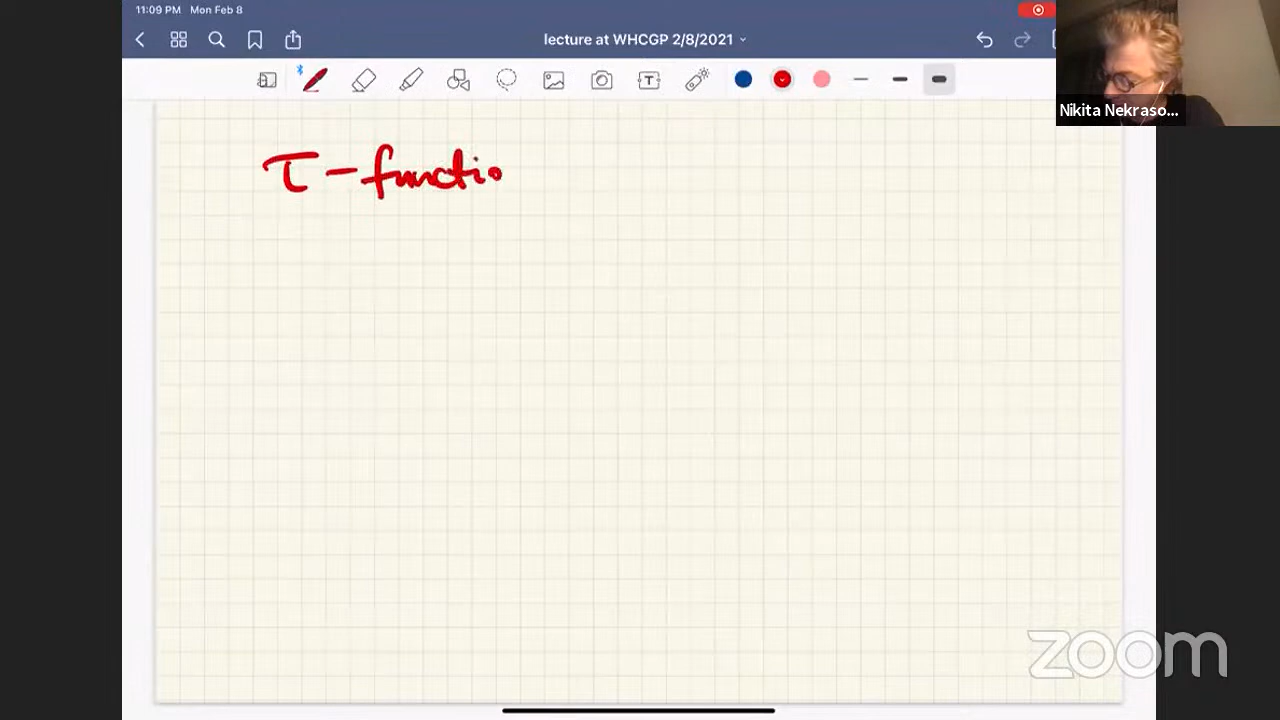 11:09 PM Mon Feb 8
lecture at WHCGP 2/8/2021
T
Nikita Nekraso...
τ-functio
zoom